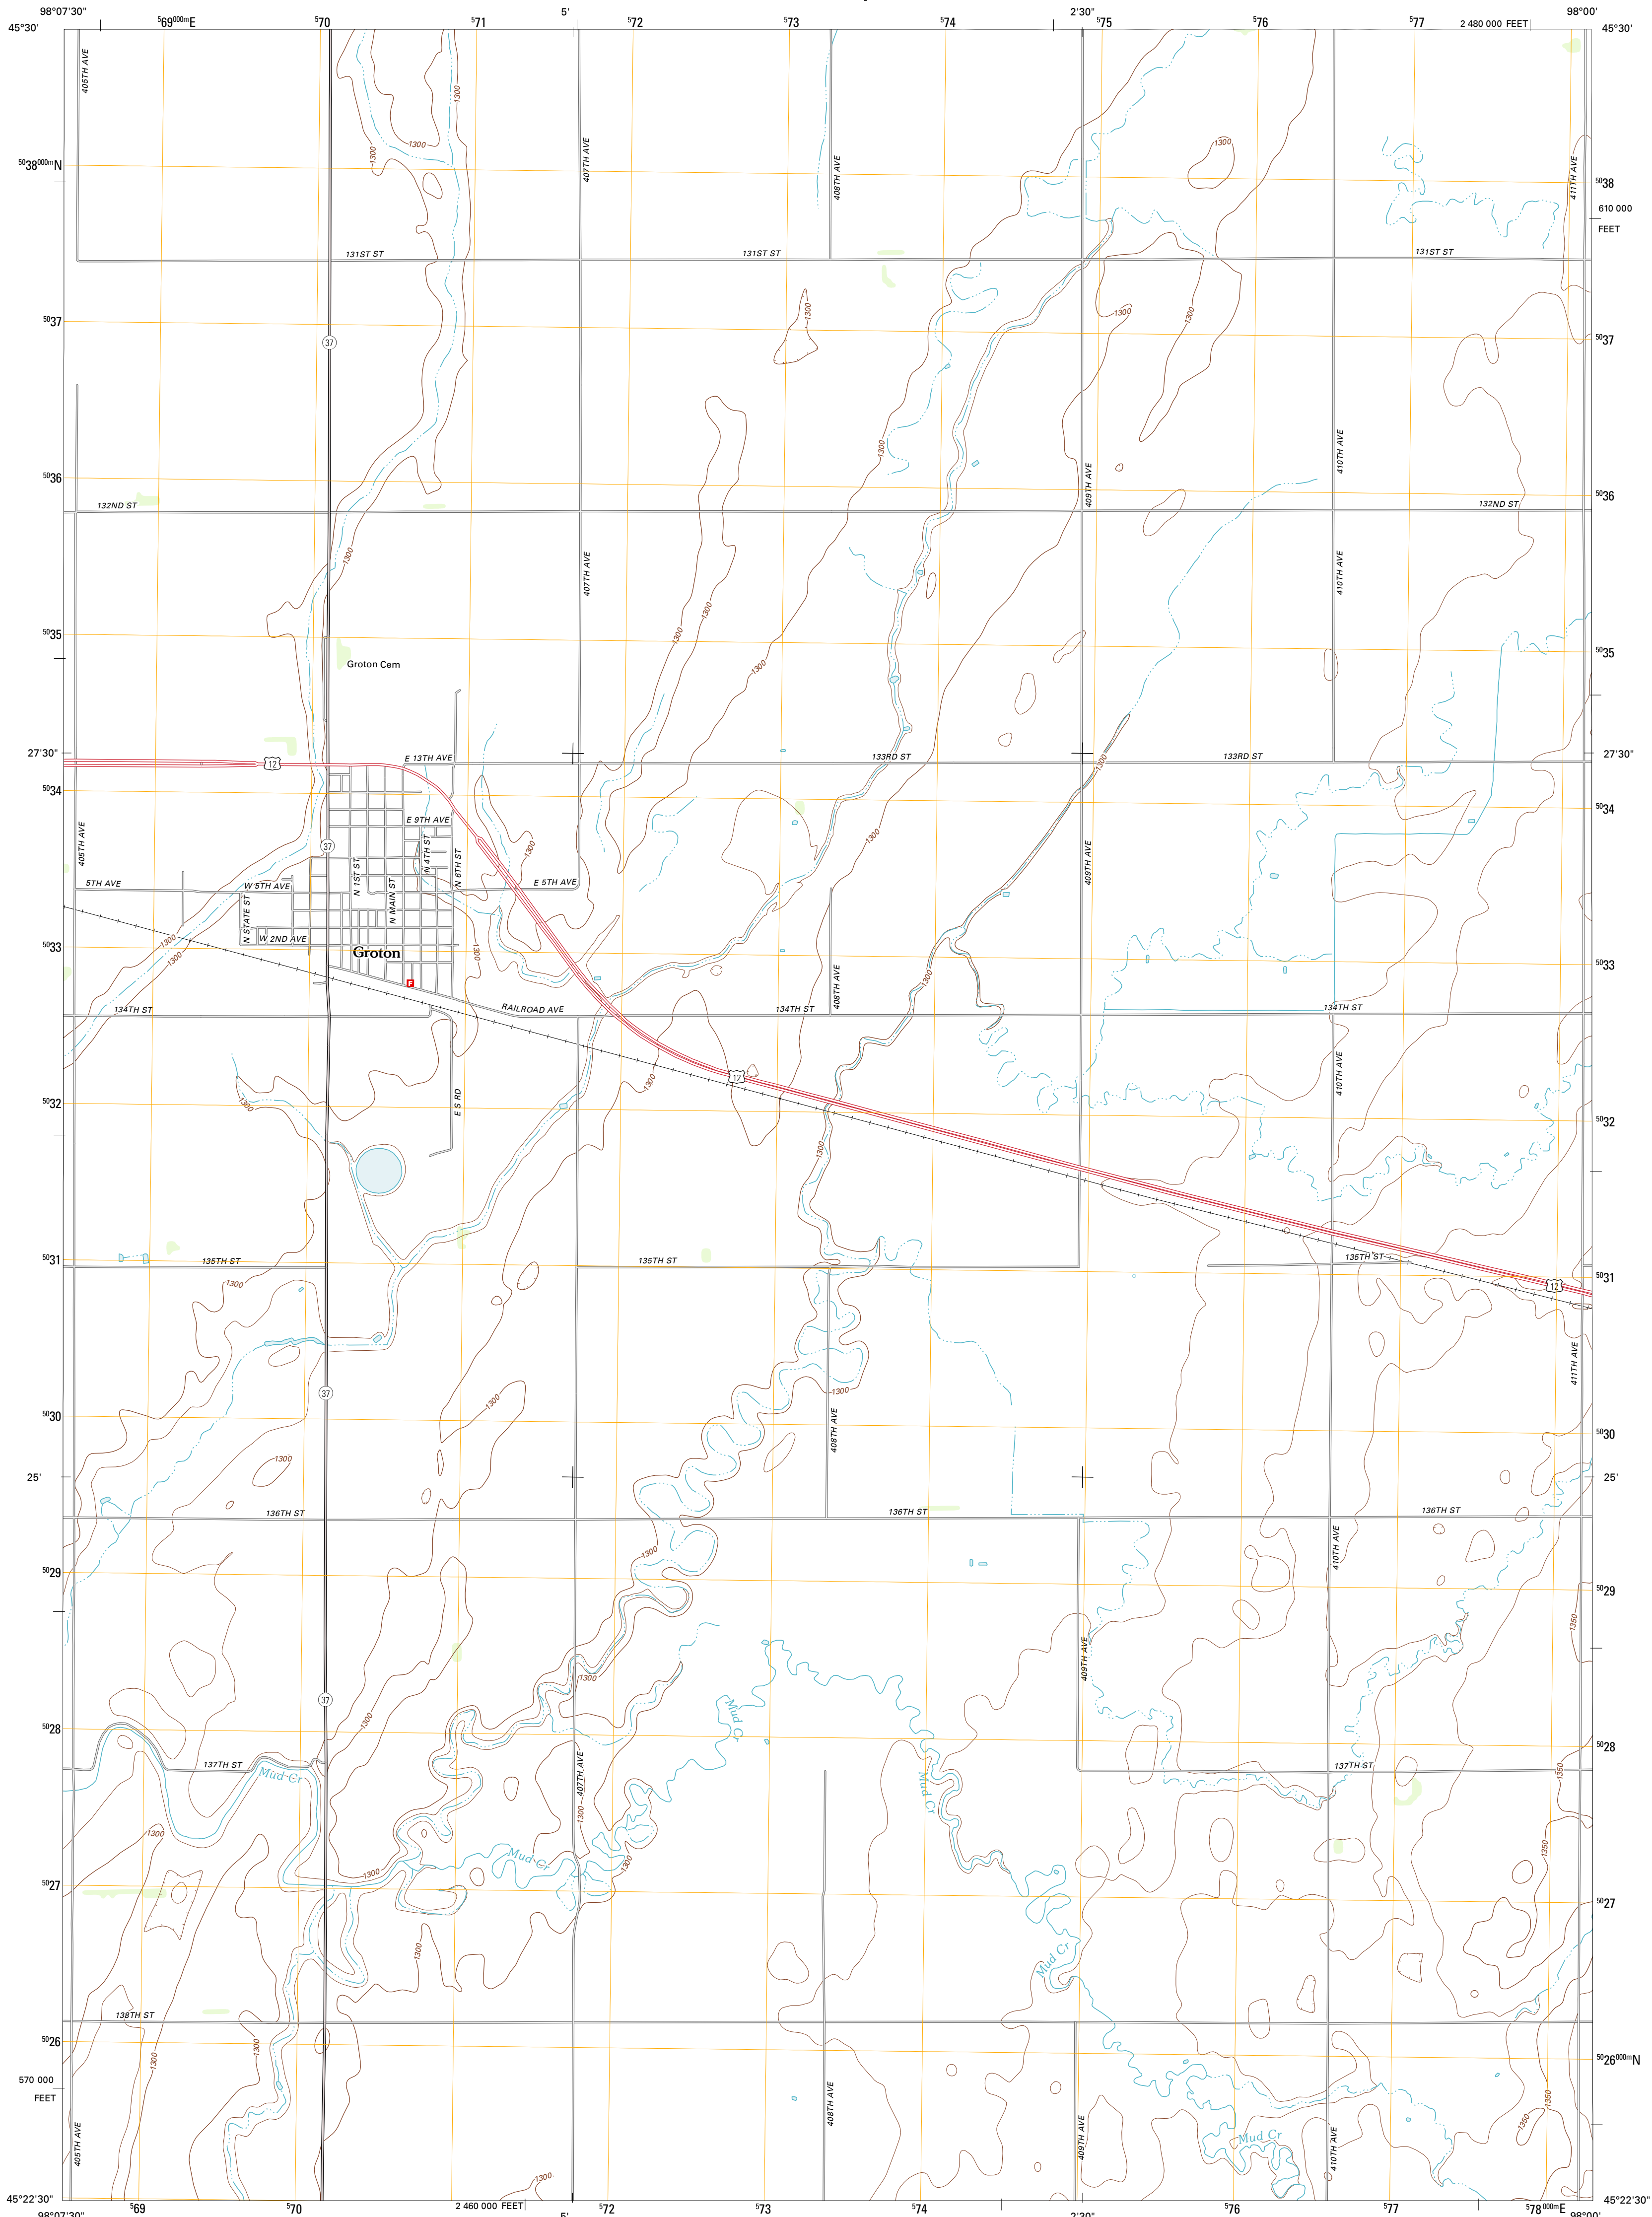 98°07'30"
⁵69⁰⁰⁰ᵐE
⁵70
⁵71
5'
⁵72
⁵73
⁵74
2'30"
⁵75
⁵76
⁵77
2 480 000 FEET
98°00'
45°30'
45°30'
405TH AVE
1300
1300
1300
407TH AVE
408TH AVE
1300
411TH AVE
⁵⁰38⁰⁰⁰ᵐN
⁵⁰38
610 000
FEET
131ST ST
131ST ST
131ST ST
1300
1300
1300
⁵⁰37
37
⁵⁰37
1300
410TH AVE
409TH AVE
⁵⁰36
⁵⁰36
132ND ST
132ND ST
1300
407TH AVE
410TH AVE
1300
1300
⁵⁰35
⁵⁰35
Groton Cem
1300
27'30"
27'30"
12
E 13TH AVE
133RD ST
133RD ST
1300
⁵⁰34
⁵⁰34
E 9TH AVE
405TH AVE
37
N 4TH ST
N 6TH ST
1300
1300
409TH AVE
5TH AVE
W 5TH AVE
N 1ST ST
N MAIN ST
E 5TH AVE
N STATE ST
W 2ND AVE
1300
1300
Groton
1300
⁵⁰33
⁵⁰33
F
1300
408TH AVE
134TH ST
RAILROAD AVE
134TH ST
134TH ST
12
1300
410TH AVE
1300
E S RD
⁵⁰32
⁵⁰32
1300
135TH ST
135TH ST
135TH ST
⁵⁰31
⁵⁰31
1300
12
411TH AVE
37
1300
1300
408TH AVE
⁵⁰30
⁵⁰30
1300
25'
25'
136TH ST
136TH ST
136TH ST
1300
410TH AVE
⁵⁰29
⁵⁰29
1350
409TH AVE
1300
37
1300
Mud Cr
⁵⁰28
⁵⁰28
137TH ST
Mud Cr
407TH AVE
Mud Cr
137TH ST
1350
1300
1300
1350
1300
Mud Cr
1300
⁵⁰27
⁵⁰27
1300
Mud Cr
138TH ST
⁵⁰26
1300
1300
⁵⁰26⁰⁰⁰ᵐN
570 000
FEET
405TH AVE
408TH AVE
409TH AVE
Mud Cr
410TH AVE
1350
1350
1300
45°22'30"
45°22'30"
⁵69
⁵70
2 460 000 FEET
⁵72
⁵73
⁵74
⁵76
⁵77
⁵78⁰⁰⁰ᵐE
98°07'30"
5'
2'30"
98°00'